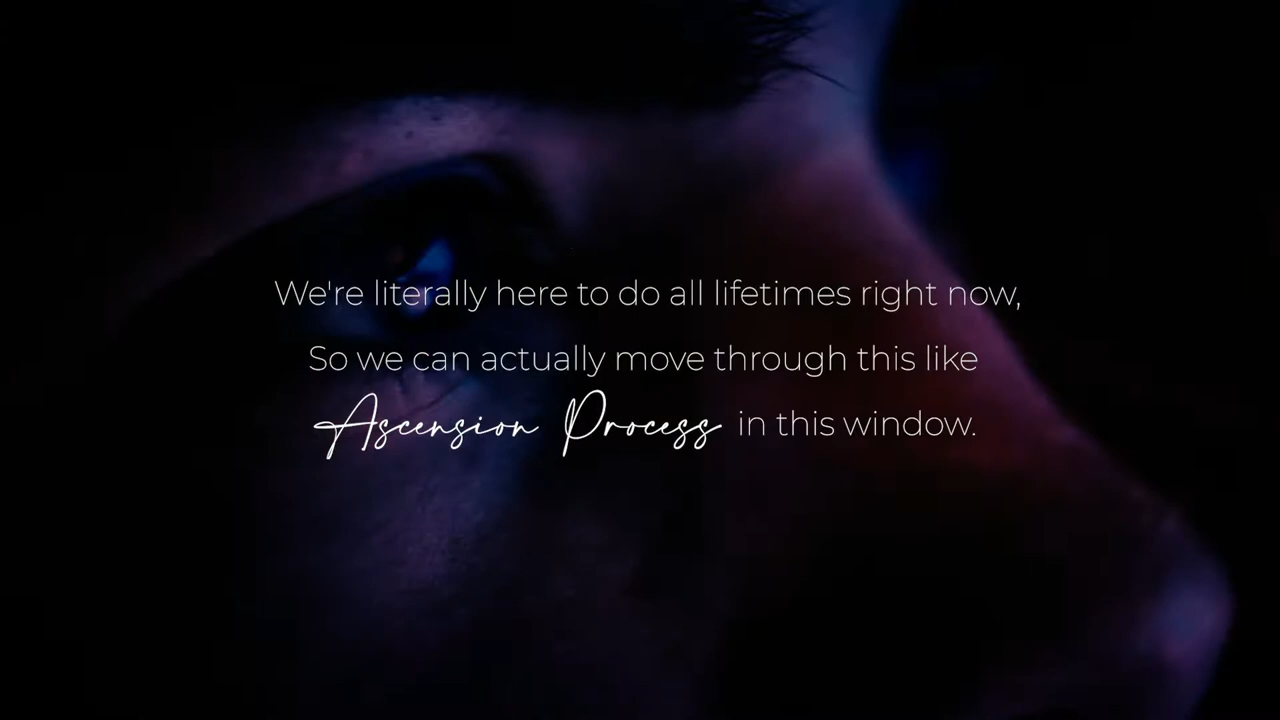 We're literally here to do all lifetimes right now,
So we can actually move through this like
Ascension Process in this window.